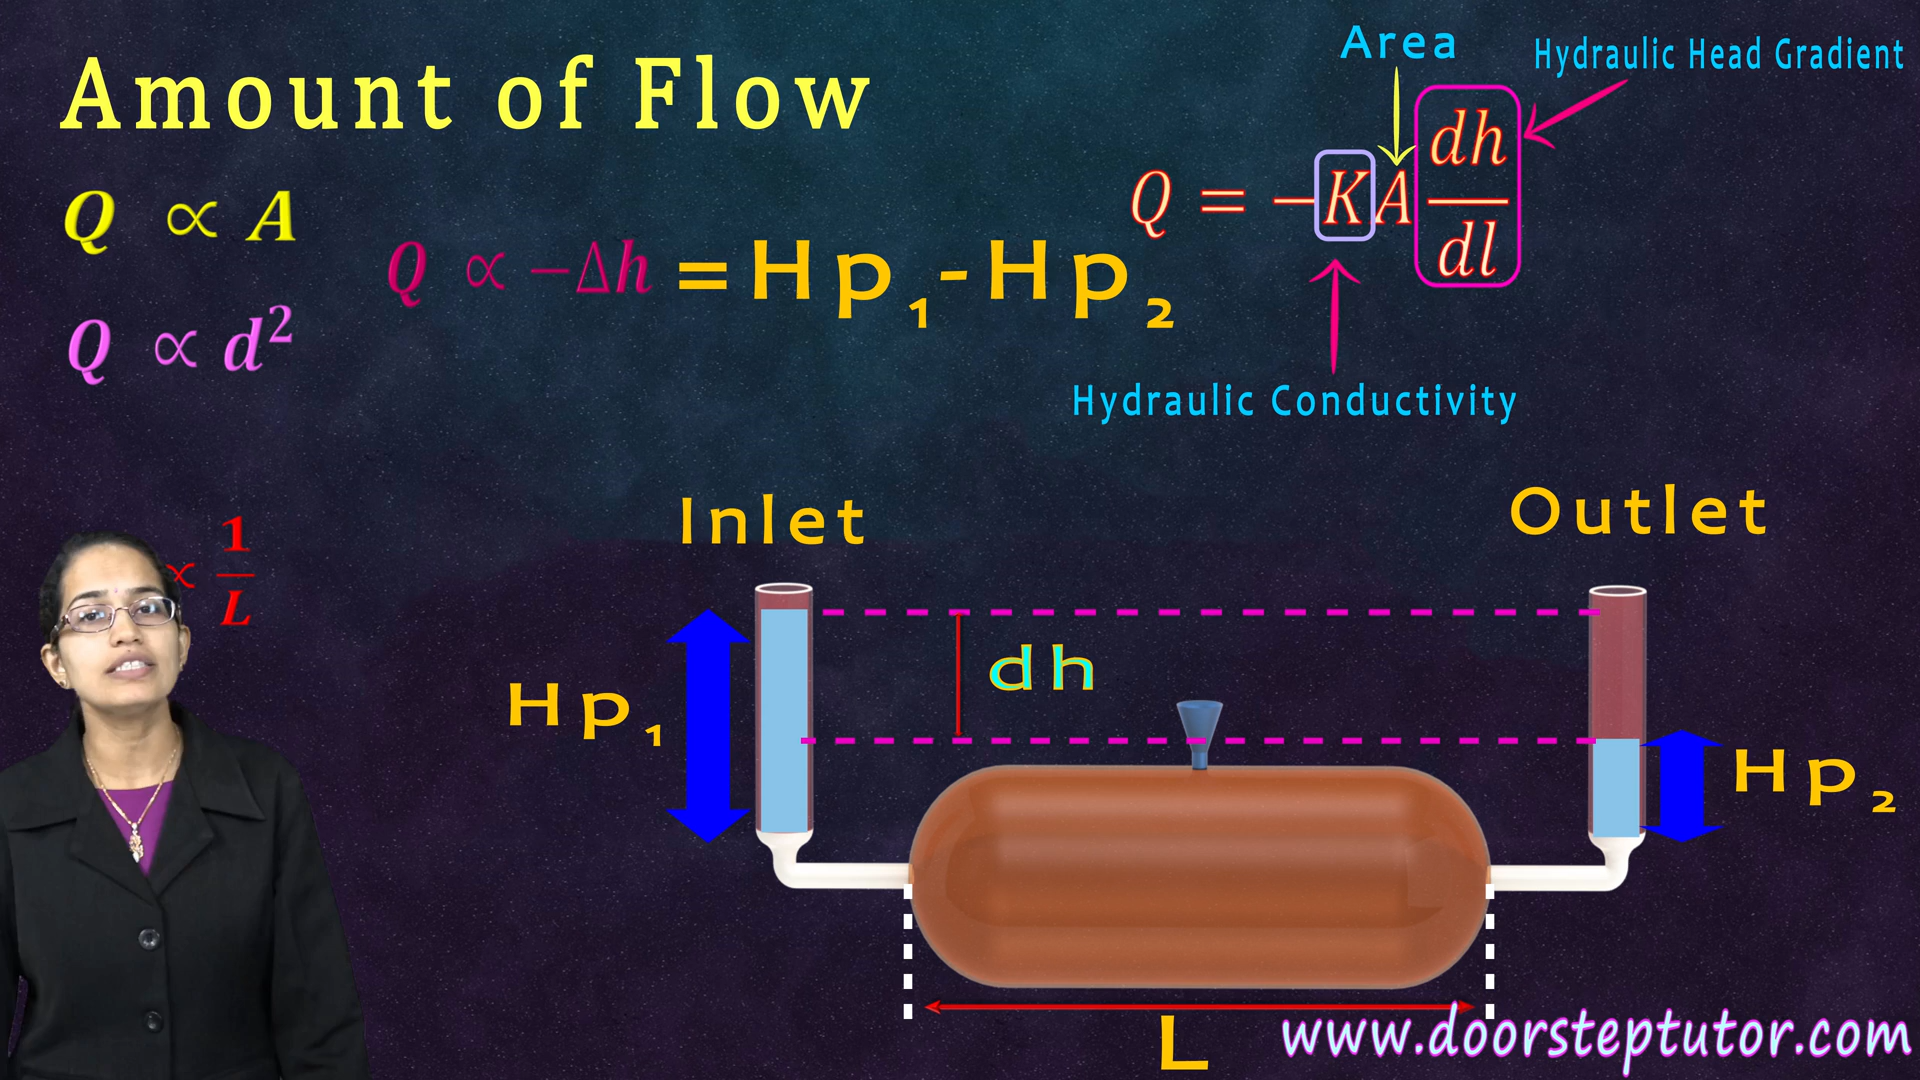 Amount of Flow
Area
Hydraulic Head Gradient
Q = −KA dh/dl
Q ∝ A
Q ∝ −Δh = Hp₁ - Hp₂
Q ∝ d²
Hydraulic Conductivity
∝ 1/L
Inlet
Outlet
dh
Hp₁
Hp₂
L
www.doorsteptutor.com